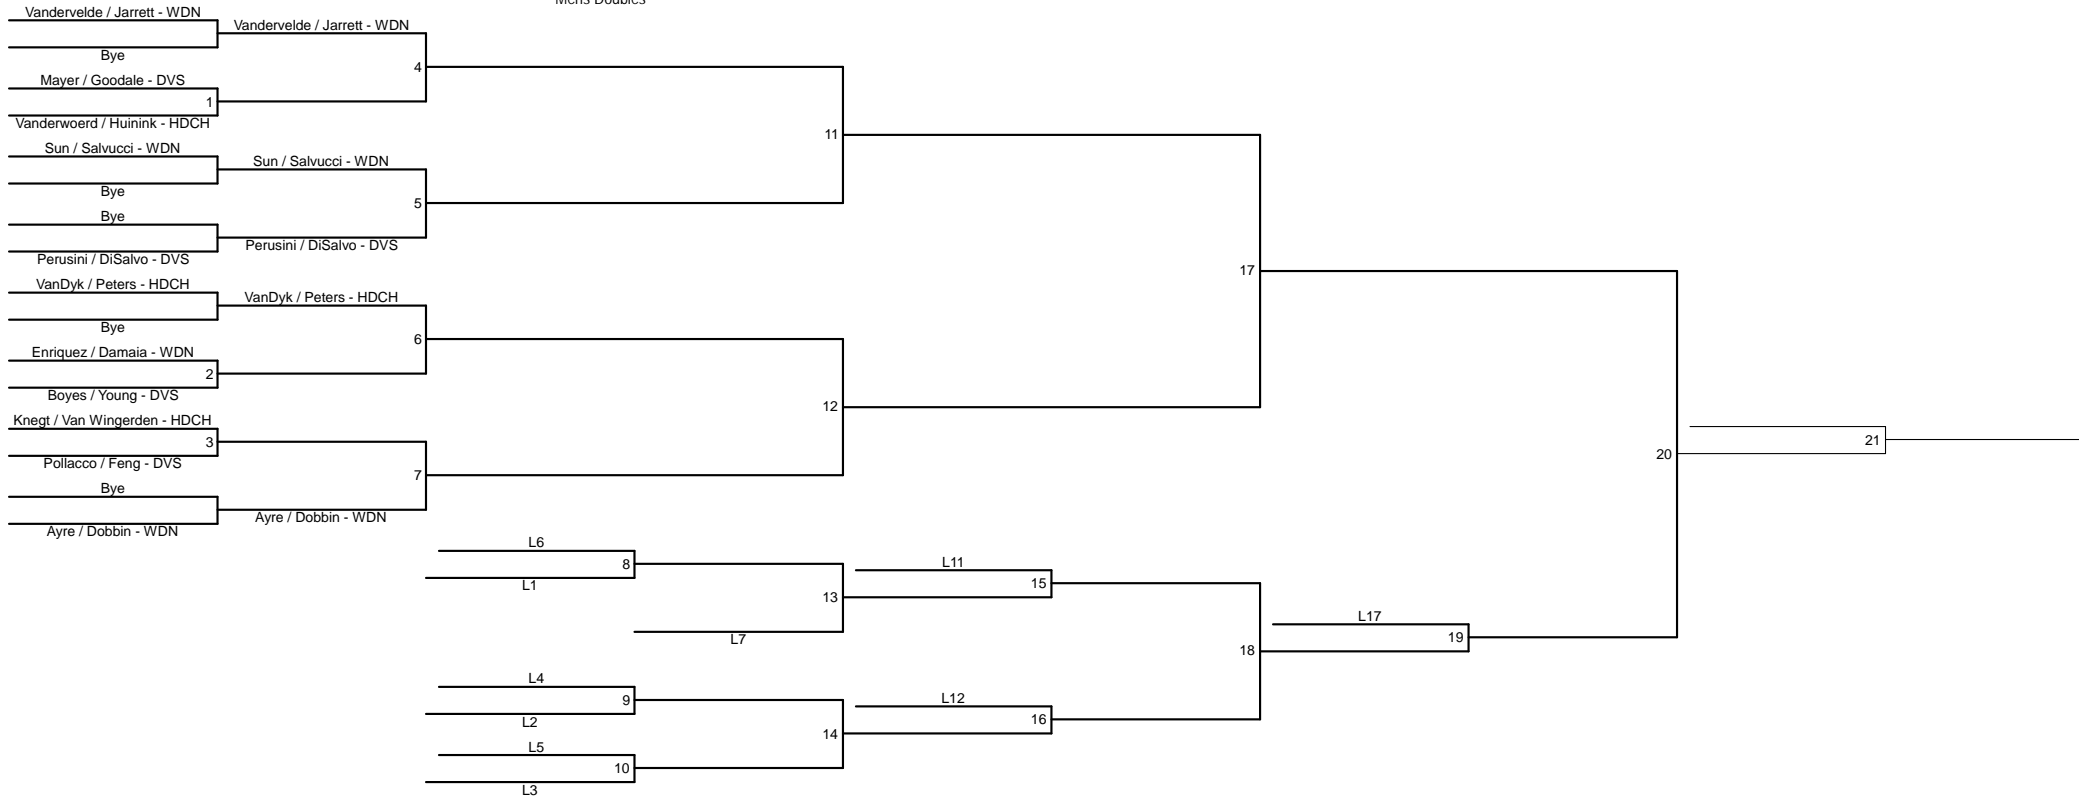 Mens Doubles
Vandervelde / Jarrett - WDN
Vandervelde / Jarrett - WDN
Bye
4
Mayer / Goodale - DVS
1
Vanderwoerd / Huinink - HDCH
11
Sun / Salvucci - WDN
Sun / Salvucci - WDN
Bye
5
Bye
Perusini / DiSalvo - DVS
Perusini / DiSalvo - DVS
17
VanDyk / Peters - HDCH
VanDyk / Peters - HDCH
Bye
6
Enriquez / Damaia - WDN
2
Boyes / Young - DVS
12
Knegt / Van Wingerden - HDCH
3
21
20
Pollacco / Feng - DVS
7
Bye
Ayre / Dobbin - WDN
Ayre / Dobbin - WDN
L6
8
L11
L1
15
13
L17
L7
19
18
L4
9
L12
L2
16
14
L5
10
L3